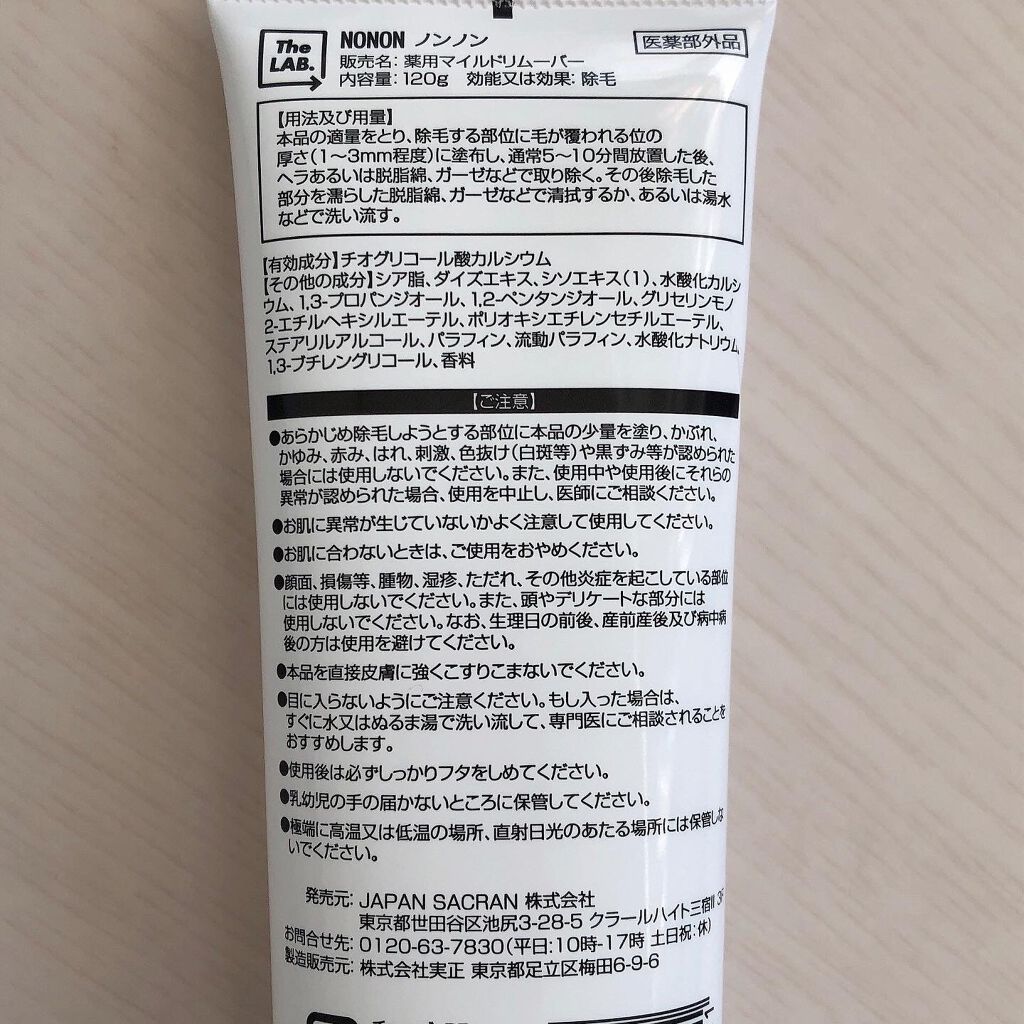 The LAB.
NONON ノンノン
医薬部外品
販売名：薬用マイルドリムーバー
内容量：120g 効能又は効果：除毛
【用法及び用量】
本品の適量をとり、除毛する部位に毛が覆われる位の
厚さ（1〜3mm程度）に塗布し、通常5〜10分間放置した後、
ヘラあるいは脱脂綿、ガーゼなどで取り除く。その後除毛した
部分を濡らした脱脂綿、ガーゼなどで清拭するか、あるいは湯水
などで洗い流す。
【有効成分】チオグリコール酸カルシウム
【その他の成分】シア脂、ダイズエキス、シソエキス（1）、水酸化カルシ
ウム、1,3-プロパンジオール、1,2-ペンタンジオール、グリセリンモノ
2-エチルヘキシルエーテル、ポリオキシエチレンセチルエーテル、
ステアリルアルコール、パラフィン、流動パラフィン、水酸化ナトリウム、
1,3-ブチレングリコール、香料
【ご注意】
●あらかじめ除毛しようとする部位に本品の少量を塗り、かぶれ、
かゆみ、赤み、はれ、刺激、色抜け（白斑等）や黒ずみ等が認められた
場合には使用しないでください。また、使用中や使用後にそれらの
異常が認められた場合、使用を中止し、医師にご相談ください。
●お肌に異常が生じていないかよく注意して使用してください。
●お肌に合わないときは、ご使用をおやめください。
●顔面、損傷等、腫物、湿疹、ただれ、その他炎症を起こしている部位
には使用しないでください。また、頭やデリケートな部分には
使用しないでください。なお、生理日の前後、産前産後及び病中病
後の方は使用を避けてください。
●本品を直接皮膚に強くこすりこまないでください。
●目に入らないようにご注意ください。もし入った場合は、
すぐに水又はぬるま湯で洗い流して、専門医にご相談されることを
おすすめします。
●使用後は必ずしっかりフタをしめてください。
●乳幼児の手の届かないところに保管してください。
●極端に高温又は低温の場所、直射日光のあたる場所には保管しな
いでください。
発売元：JAPAN SACRAN 株式会社
東京都世田谷区池尻3-28-5 クラールハイト三宿Ⅱ 3F
お問合せ先：0120-63-7830（平日：10時-17時 土日祝：休）
製造販売元：株式会社実正 東京都足立区梅田6-9-6